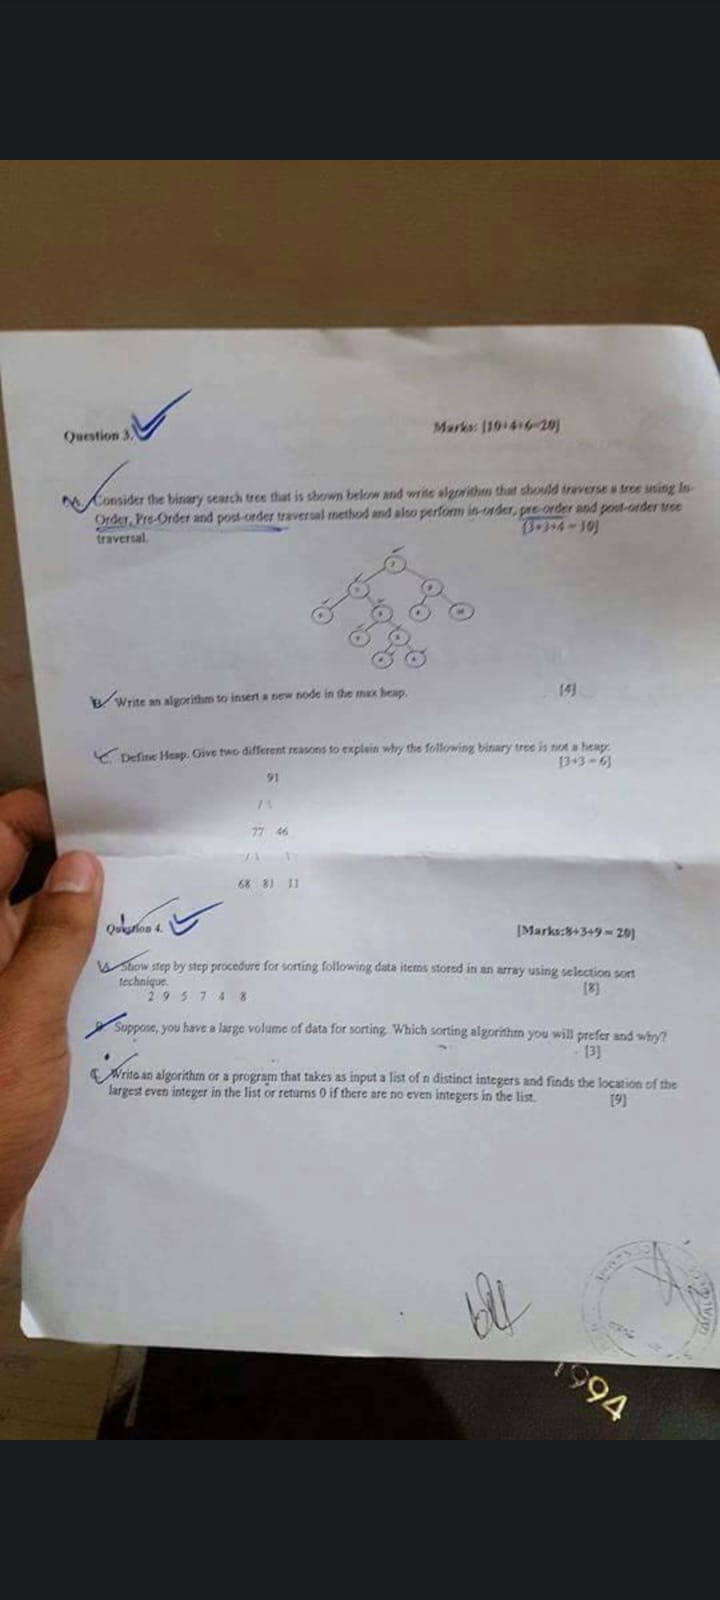 Question 3.
Marks: [10+4+6=20]
A. Consider the binary search tree that is shown below and write algorithm that should traverse a tree using In-
Order, Pre-Order and post-order traversal method and also perform in-order, pre-order and post-order tree
traversal.
[3+3+4 = 10]
10
B. Write an algorithm to insert a new node in the max heap.
[4]
C. Define Heap. Give two different reasons to explain why the following binary tree is not a heap:
[3+3 = 6]
91
/ \
77 46
/ \ \
68 81 11
Question 4.
[Marks:8+3+9 = 20]
A. Show step by step procedure for sorting following data items stored in an array using selection sort
technique.
[8]
2 9 5 7 4 8
B. Suppose, you have a large volume of data for sorting. Which sorting algorithm you will prefer and why?
[3]
C. Write an algorithm or a program that takes as input a list of n distinct integers and finds the location of the
largest even integer in the list or returns 0 if there are no even integers in the list.
[9]
1994